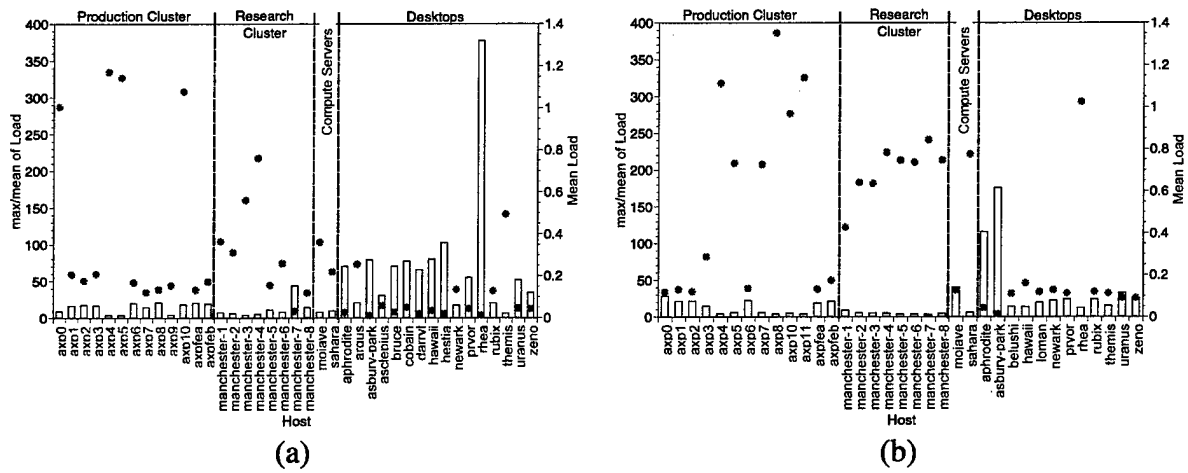 Production Cluster
Research
Cluster
Compute Servers
Desktops
400
350
300
250
200
150
100
50
0
max/mean of Load
1.4
1.2
1
0.8
0.6
0.4
0.2
0
Mean Load
axp0
axp1
axp2
axp3
axp4
axp5
axp6
axp7
axp8
axp9
axp10
axpfea
axpfeb
manchester-1
manchester-2
manchester-3
manchester-4
manchester-5
manchester-6
manchester-7
manchester-8
mojave
sahara
aphrodite
arous
asbury-park
asclepius
bruce
cobain
darryl
hawaii
hestia
newark
pryor
rhea
rubix
themis
uranus
zeno
Host
(a)
Production Cluster
Research
Cluster
Compute Servers
Desktops
400
350
300
250
200
150
100
50
0
max/mean of Load
1.4
1.2
1
0.8
0.6
0.4
0.2
0
Mean Load
axp0
axp1
axp2
axp3
axp4
axp5
axp6
axp7
axp8
axp10
axp11
axpfea
axpfeb
manchester-1
manchester-2
manchester-3
manchester-4
manchester-5
manchester-6
manchester-7
manchester-8
mojave
sahara
aphrodite
asbury-park
belushi
hawaii
loman
newark
pryor
rhea
rubix
themis
uranus
zeno
Host
(b)